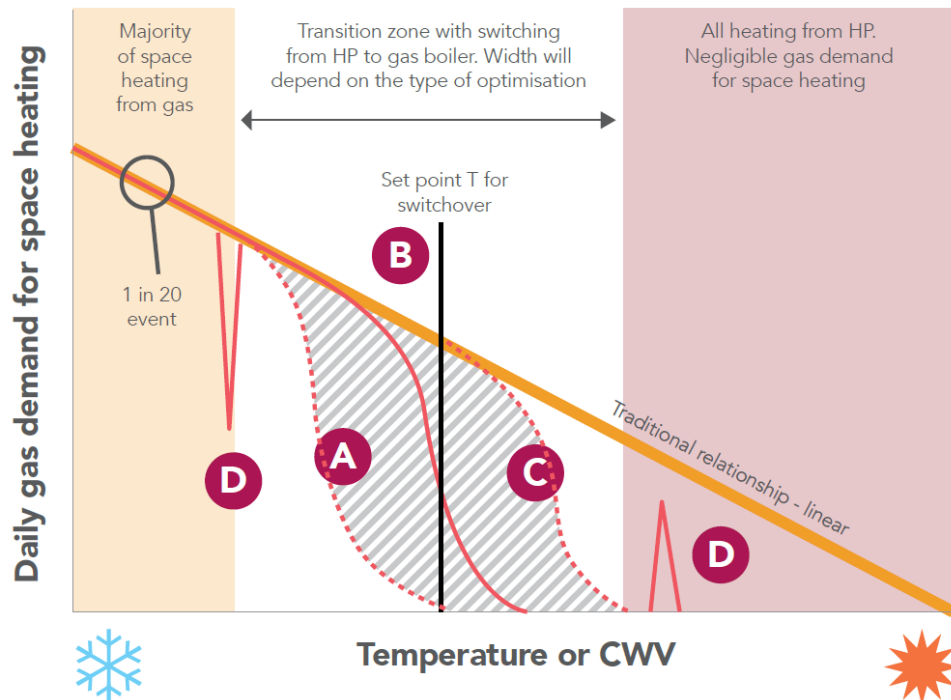 Majority
of space
heating
from gas
Transition zone with switching
from HP to gas boiler. Width will
depend on the type of optimisation
All heating from HP.
Negligible gas demand
for space heating
Daily gas demand for space heating
Set point T for
switchover
B
1 in 20
event
A
C
D
D
Traditional relationship - linear
Temperature or CWV